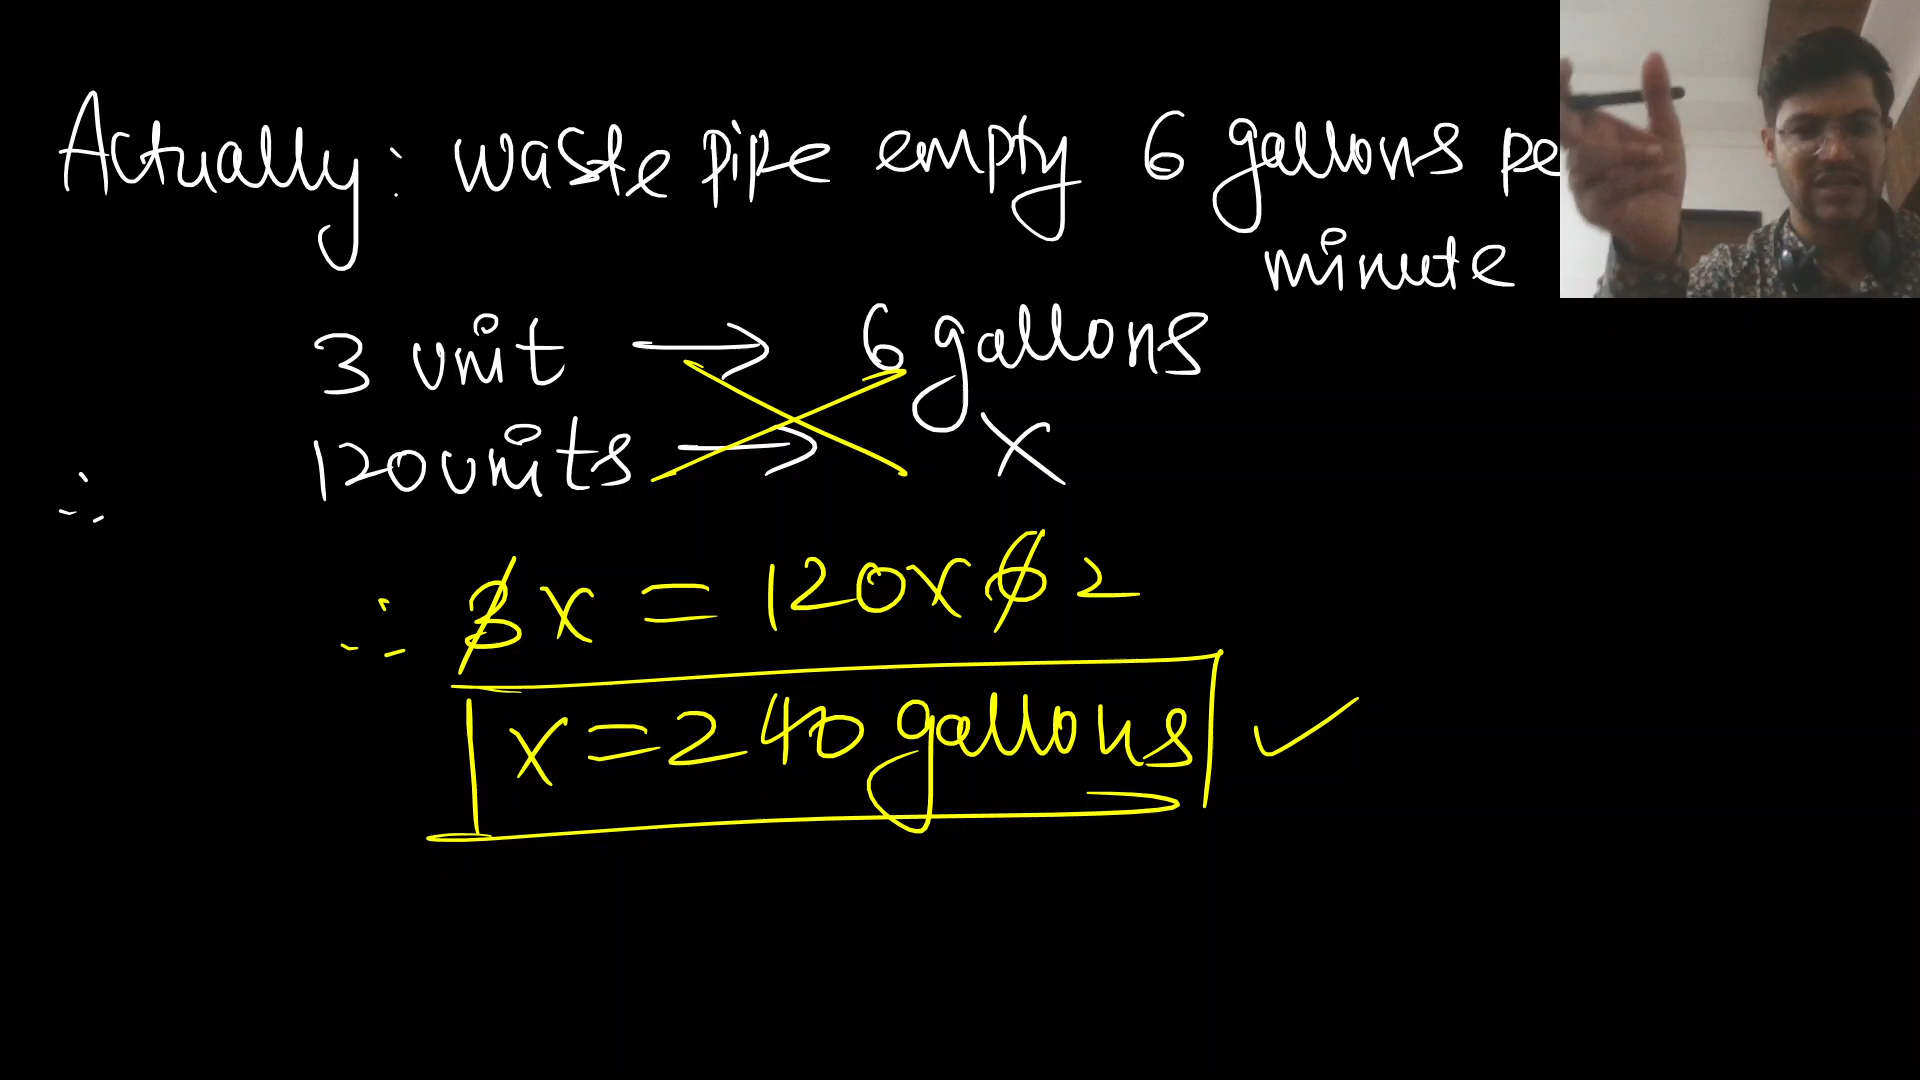 Actually: waste pipe empty 6 gallons pe
minute
3 unit → 6 gallons
120 units → x
∴
∴ 3x = 120 x 6 2
x = 240 gallons ✓